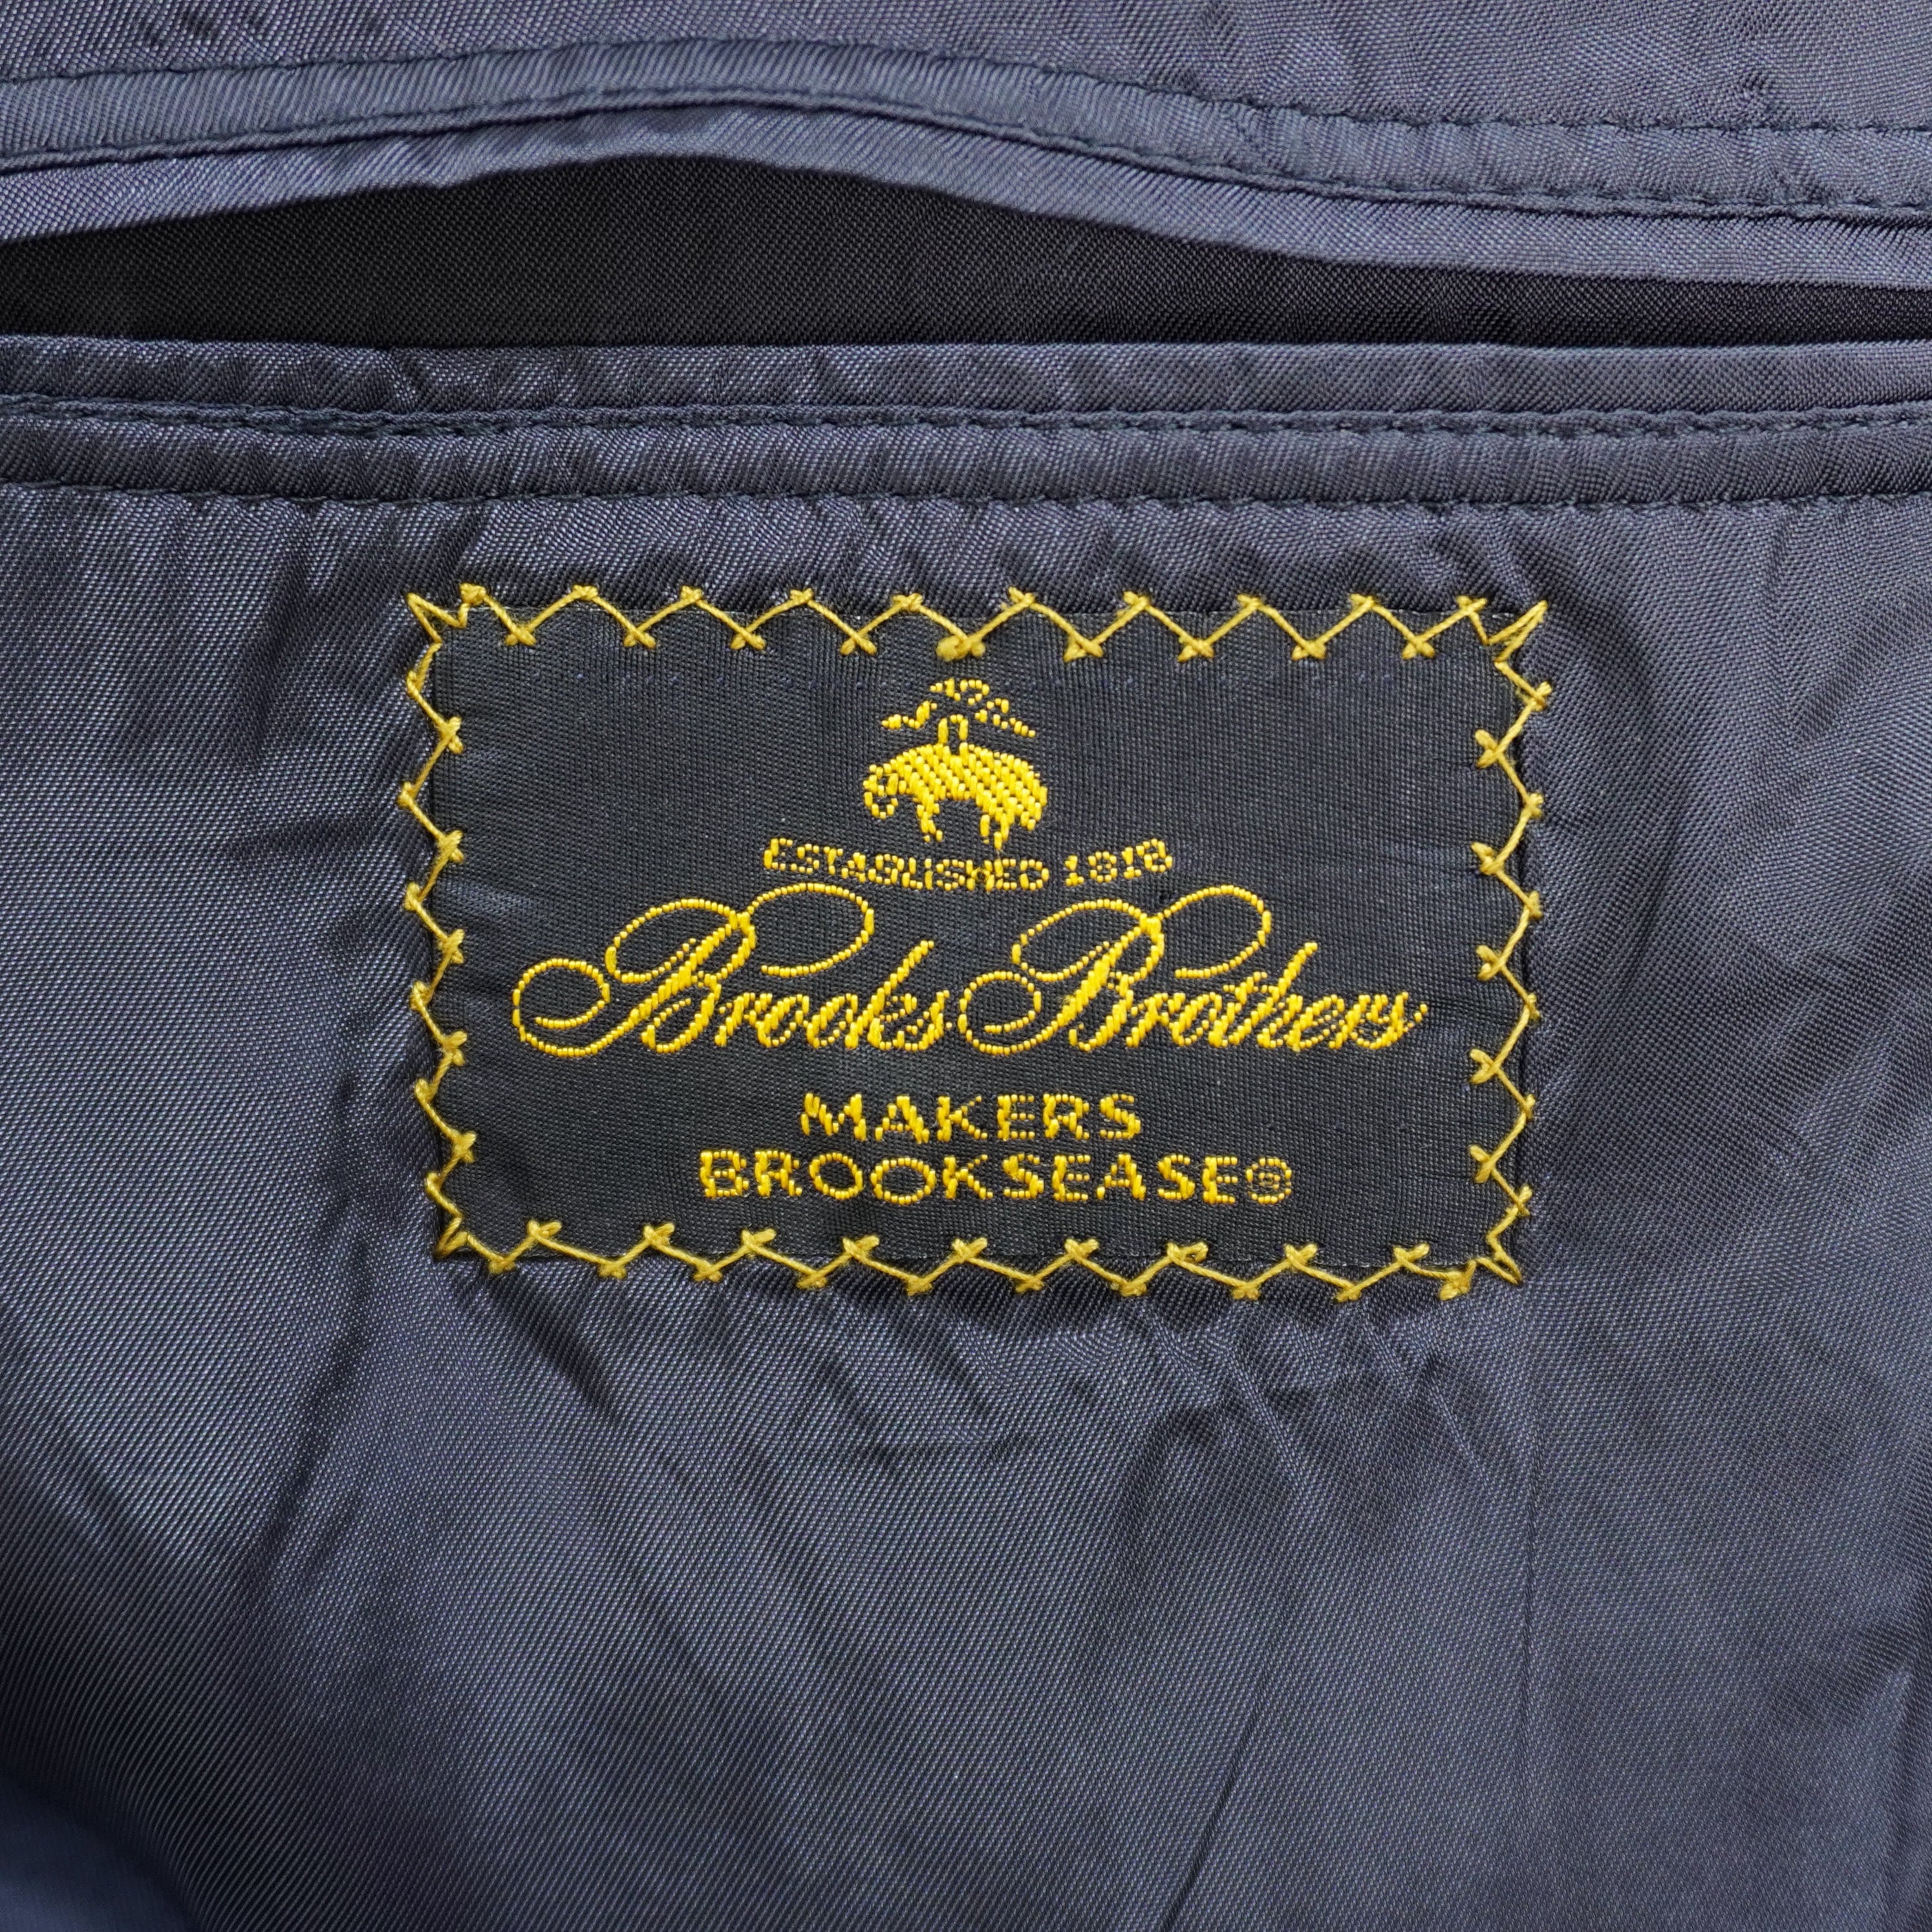 ESTABLISHED 1818
Brooks Brothers
MAKERS
BROOKSEASE®